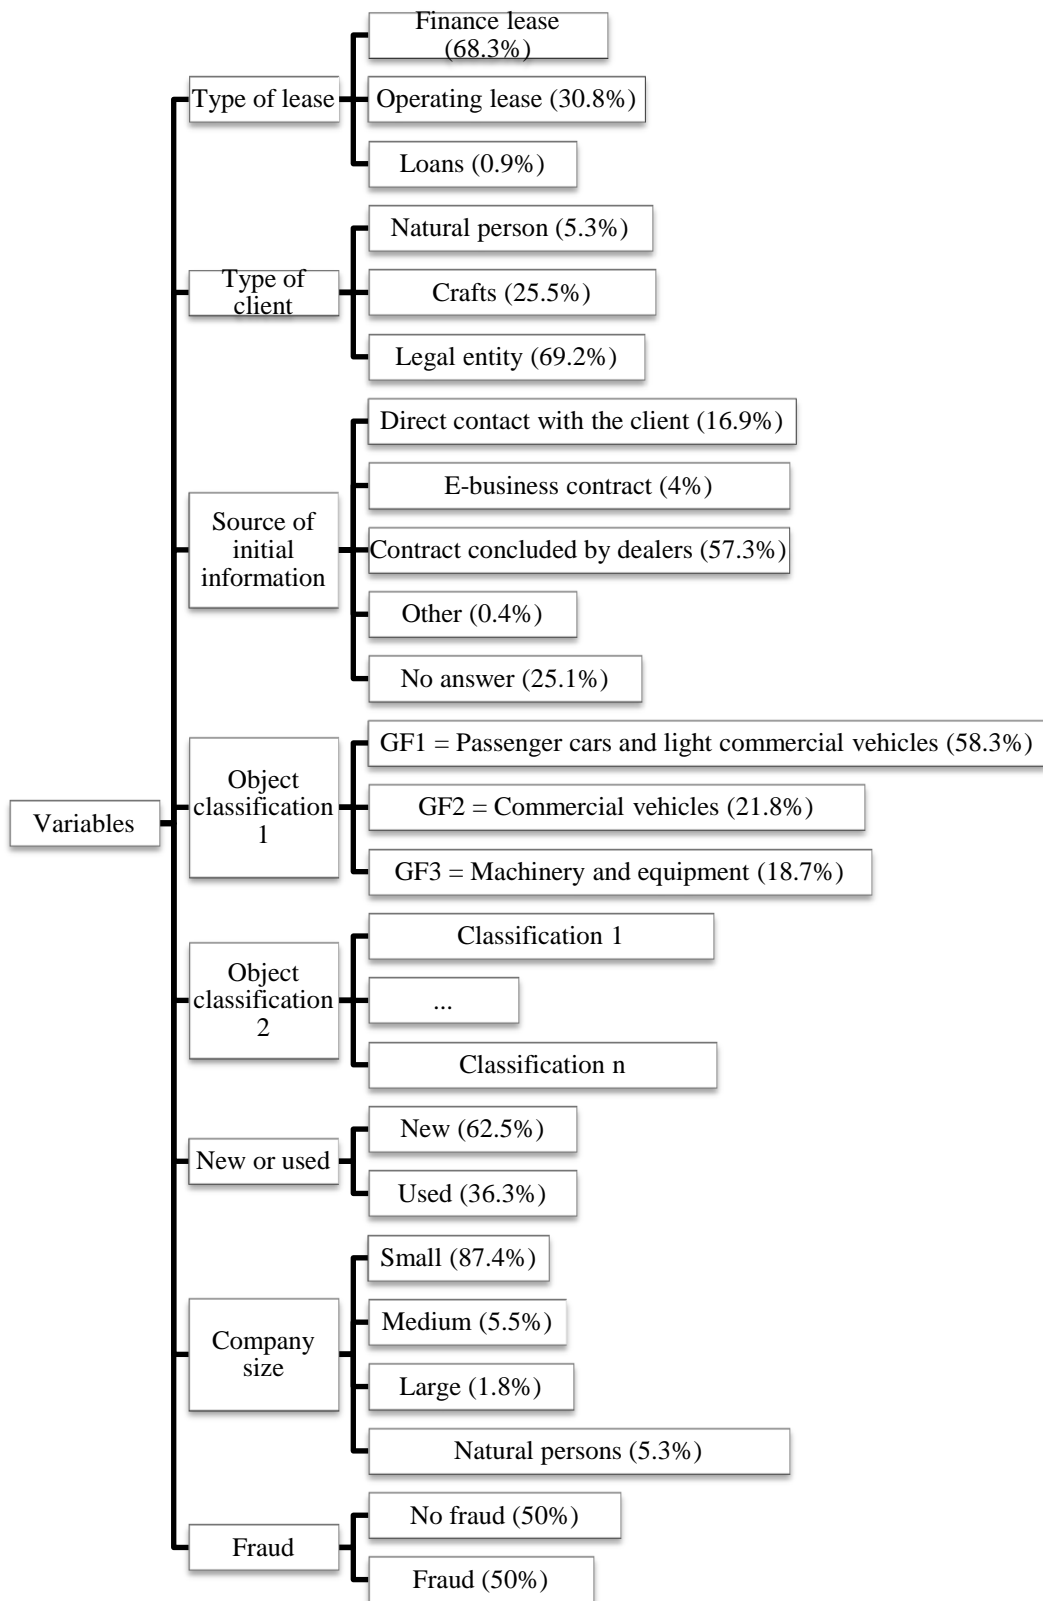 Variables
Type of lease
Finance lease
(68.3%)
Operating lease (30.8%)
Loans (0.9%)
Type of
client
Natural person (5.3%)
Crafts (25.5%)
Legal entity (69.2%)
Source of
initial
information
Direct contact with the client (16.9%)
E-business contract (4%)
Contract concluded by dealers (57.3%)
Other (0.4%)
No answer (25.1%)
Object
classification
1
GF1 = Passenger cars and light commercial vehicles (58.3%)
GF2 = Commercial vehicles (21.8%)
GF3 = Machinery and equipment (18.7%)
Object
classification
2
Classification 1
...
Classification n
New or used
New (62.5%)
Used (36.3%)
Company
size
Small (87.4%)
Medium (5.5%)
Large (1.8%)
Natural persons (5.3%)
Fraud
No fraud (50%)
Fraud (50%)